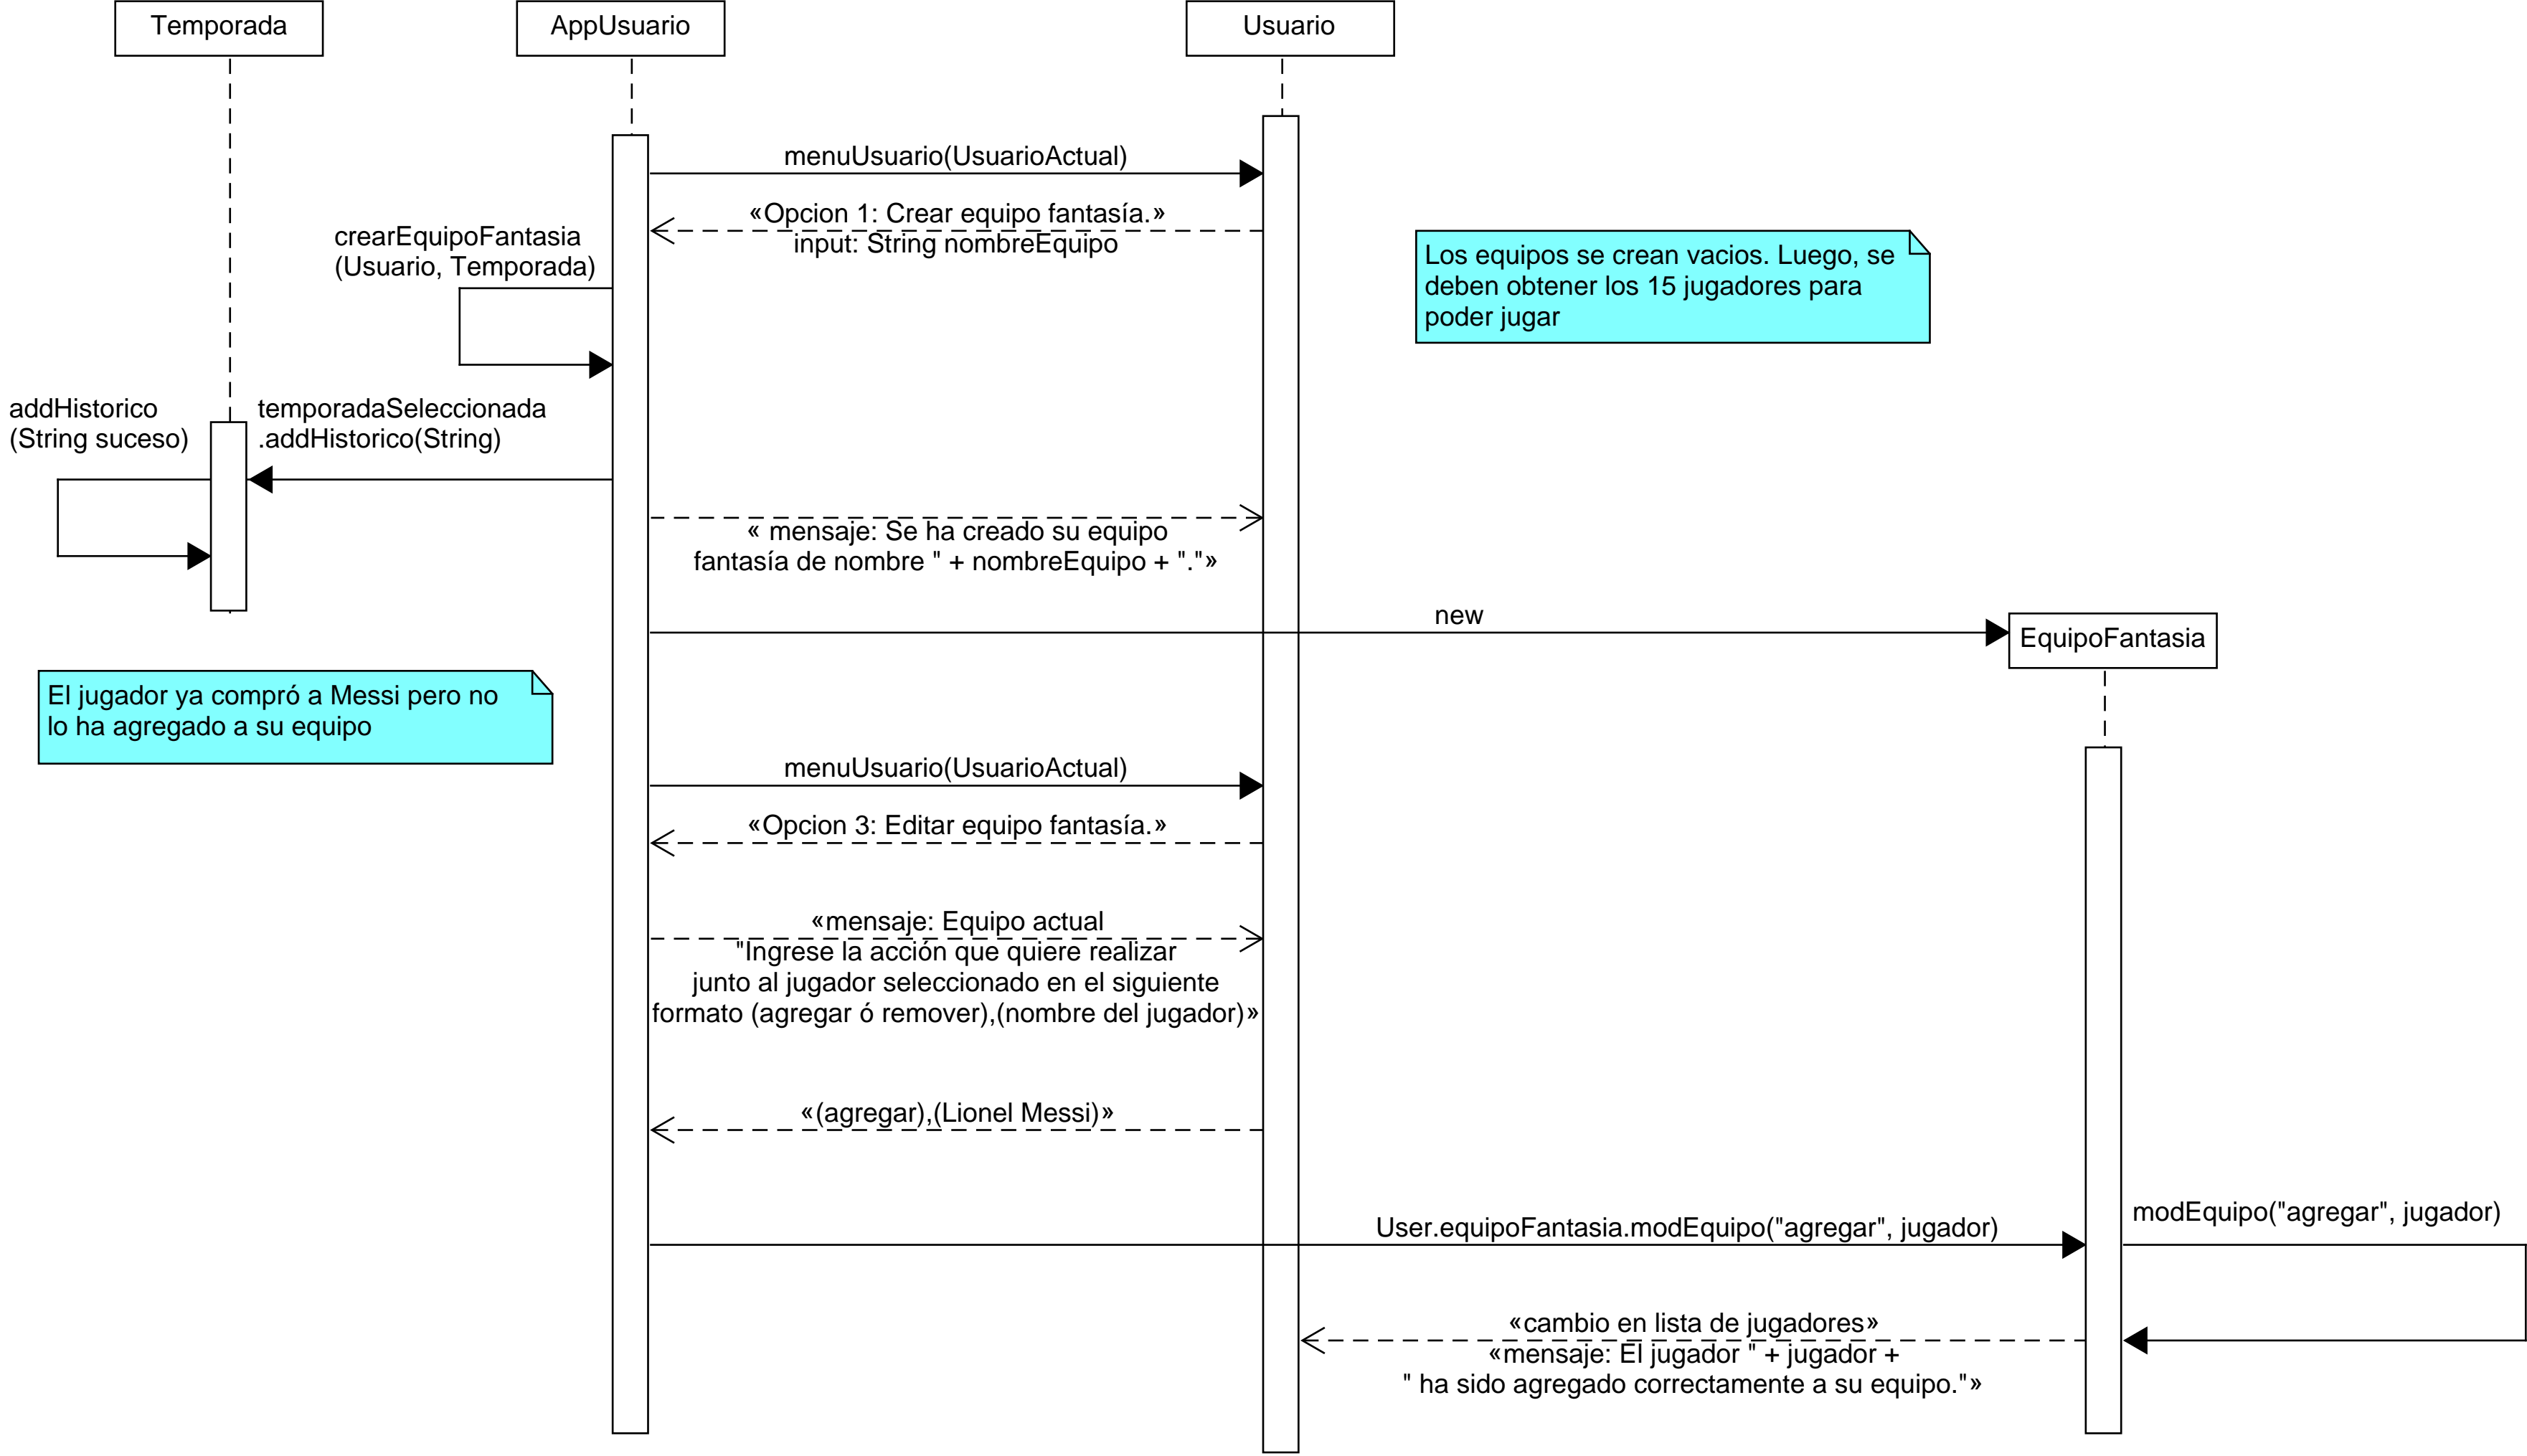 Temporada
AppUsuario
Usuario
menuUsuario(UsuarioActual)
«Opcion 1: Crear equipo fantasía.»
input: String nombreEquipo
crearEquipoFantasia
(Usuario, Temporada)
Los equipos se crean vacios. Luego, se
deben obtener los 15 jugadores para
poder jugar
addHistorico
(String suceso)
temporadaSeleccionada
.addHistorico(String)
« mensaje: Se ha creado su equipo
fantasía de nombre " + nombreEquipo + "."»
new
EquipoFantasia
El jugador ya compró a Messi pero no
lo ha agregado a su equipo
menuUsuario(UsuarioActual)
«Opcion 3: Editar equipo fantasía.»
«mensaje: Equipo actual
"Ingrese la acción que quiere realizar
junto al jugador seleccionado en el siguiente
formato (agregar ó remover),(nombre del jugador)»
«(agregar),(Lionel Messi)»
User.equipoFantasia.modEquipo("agregar", jugador)
modEquipo("agregar", jugador)
«cambio en lista de jugadores»
«mensaje: El jugador " + jugador +
" ha sido agregado correctamente a su equipo."»